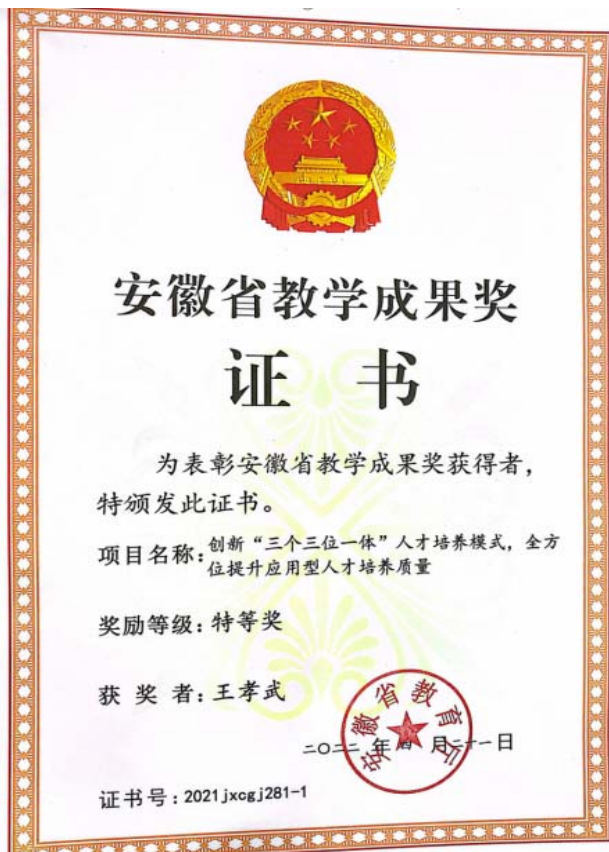 安徽省教学成果奖
证 书
为表彰安徽省教学成果奖获得者，
特颁发此证书。
项目名称：创新“三个三位一体”人才培养模式，全方
位提升应用型人才培养质量
奖励等级：特等奖
获 奖 者：王孝武
安徽省教育厅
二〇二二年四月二十一日
证书号：2021jxcgj281-1